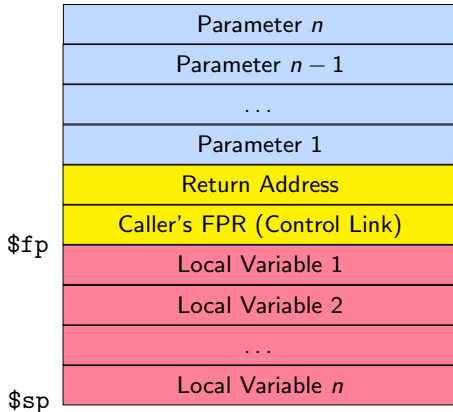 Parameter n
Parameter n − 1
...
Parameter 1
Return Address
Caller's FPR (Control Link)
$fp
Local Variable 1
Local Variable 2
...
Local Variable n
$sp